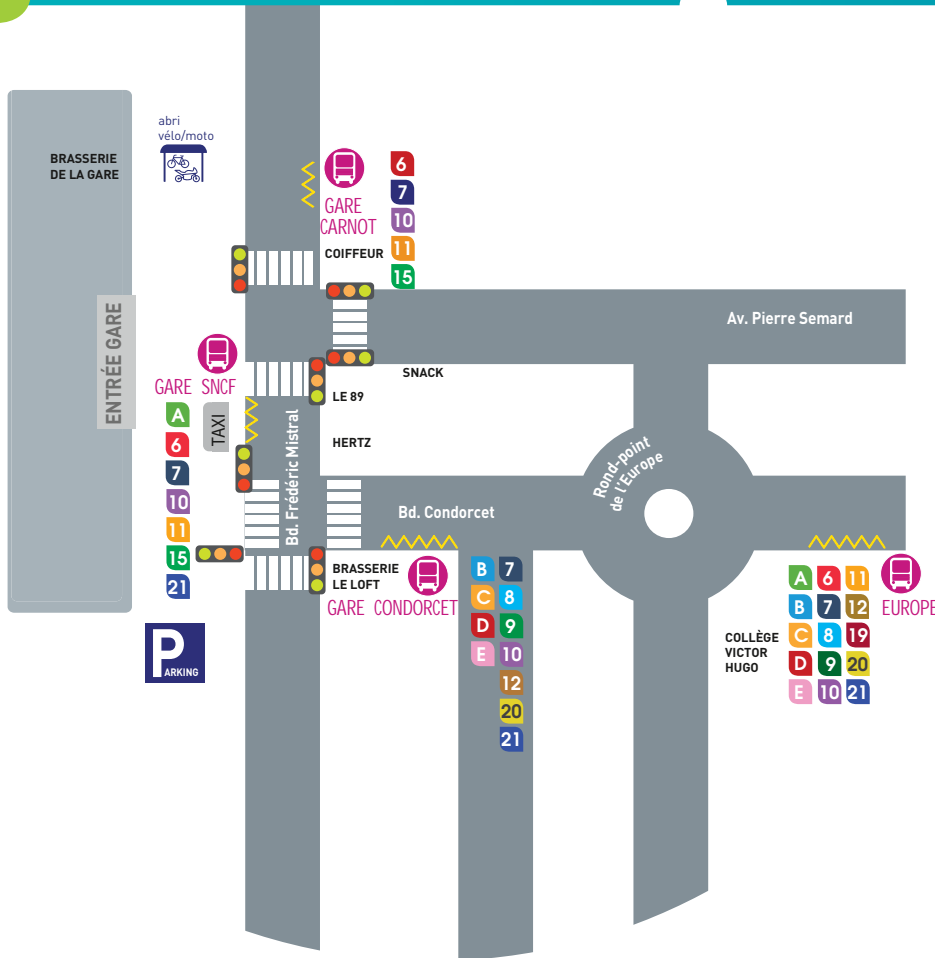 abri
vélo/moto
BRASSERIE
DE LA GARE
GARE
CARNOT
6
7
10
11
15
COIFFEUR
ENTRÉE GARE
Av. Pierre Semard
GARE SNCF
TAXI
A
6
7
10
11
15
21
SNACK
LE 89
HERTZ
Bd. Frédéric Mistral
Rond-point
de l'Europe
Bd. Condorcet
BRASSERIE
LE LOFT
GARE CONDORCET
B 7
C 8
D 9
E 10
12
20
21
EUROPE
A 6 11
B 7 12
C 8 19
D 9 20
E 10 21
COLLÈGE
VICTOR
HUGO
P
ARKING